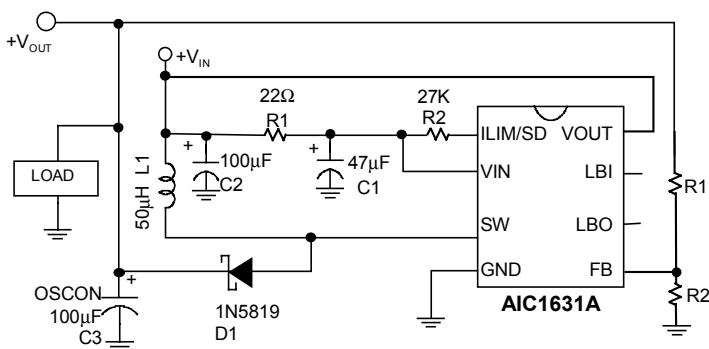 +VOUT
+VIN
22Ω
R1
27K
R2
ILIM/SD
VOUT
+
100μF
C2
+
47μF
C1
VIN
LBI
LOAD
50μH L1
R1
SW
LBO
GND
FB
+
OSCON
100μF
C3
1N5819
D1
AIC1631A
R2